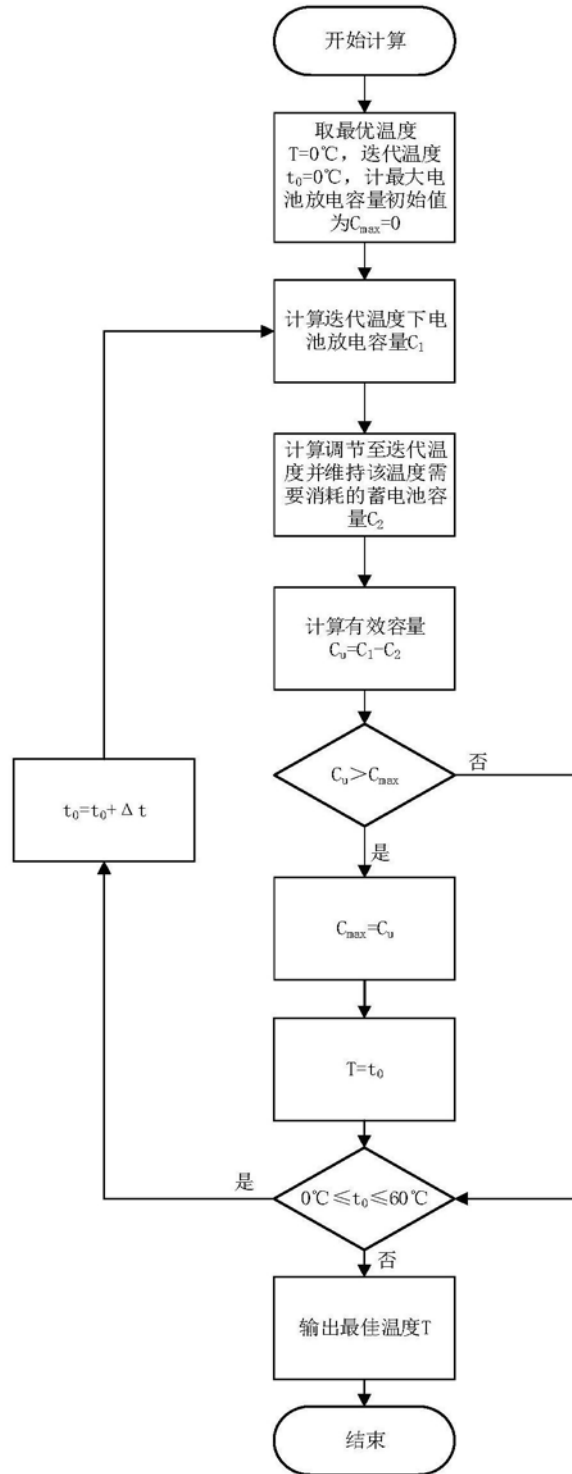 开始计算
取最优温度
T=0℃，迭代温度
t₀=0℃，计最大电
池放电容量初始值
为Cₘₐₓ=0
计算迭代温度下电
池放电容量C₁
计算调节至迭代温
度并维持该温度需
要消耗的蓄电池容
量C₂
计算有效容量
Cᵤ=C₁-C₂
Cᵤ＞Cₘₐₓ
否
是
t₀=t₀+Δt
Cₘₐₓ=Cᵤ
T=t₀
0℃≤t₀≤60℃
是
否
输出最佳温度T
结束